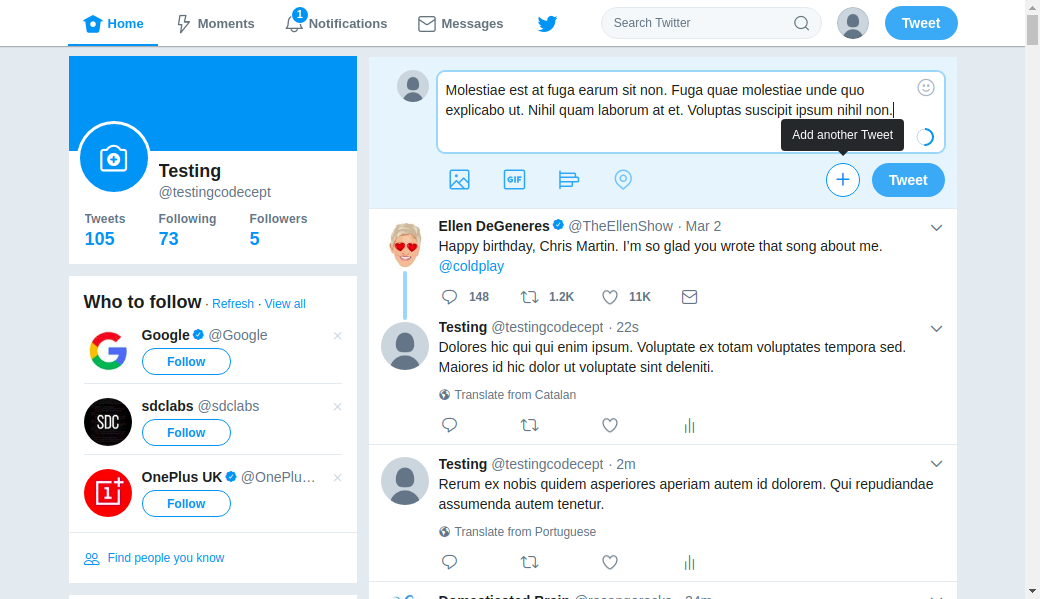 Home
Moments
1
Notifications
Messages
Search Twitter
Tweet
Molestiae est at fuga earum sit non. Fuga quae molestiae unde quo
explicabo ut. Nihil quam laborum at et. Voluptas suscipit ipsum nihil non.
Add another Tweet
GIF
Tweet
Testing
@testingcodecept
Tweets Following Followers
105 73 5
Who to follow · Refresh · View all
Google @Google
Follow
SDC
sdclabs @sdclabs
Follow
1+
OnePlus UK @OnePlu…
Follow
Find people you know
Ellen DeGeneres @TheEllenShow · Mar 2
Happy birthday, Chris Martin. I’m so glad you wrote that song about me.
@coldplay
148 1.2K 11K
Testing @testingcodecept · 22s
Dolores hic qui qui enim ipsum. Voluptate ex totam voluptates tempora sed.
Maiores id hic dolor ut voluptate sint deleniti.
Translate from Catalan
Testing @testingcodecept · 2m
Rerum ex nobis quidem asperiores aperiam autem id dolorem. Qui repudiandae
assumenda autem tenetur.
Translate from Portuguese